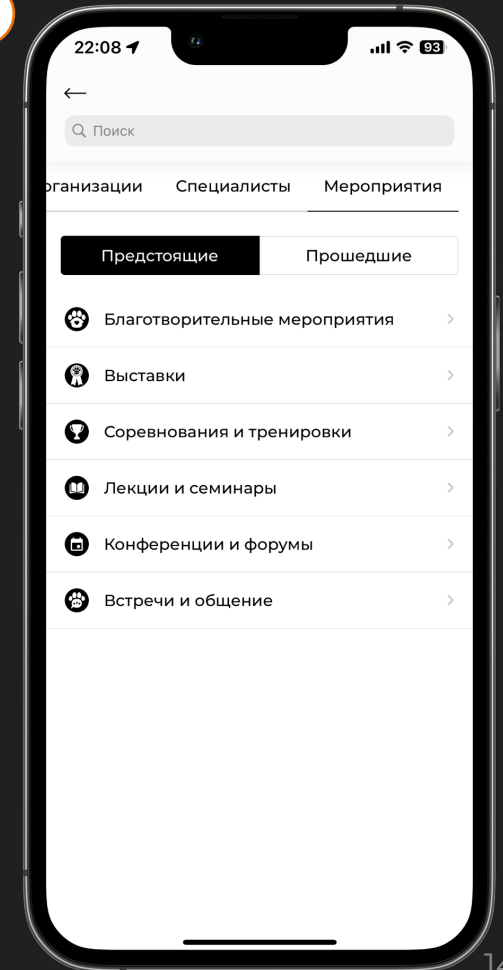 22:08
93
Поиск
рганизации Специалисты Мероприятия
Предстоящие Прошедшие
Благотворительные мероприятия
Выставки
Соревнования и тренировки
Лекции и семинары
Конференции и форумы
Встречи и общение